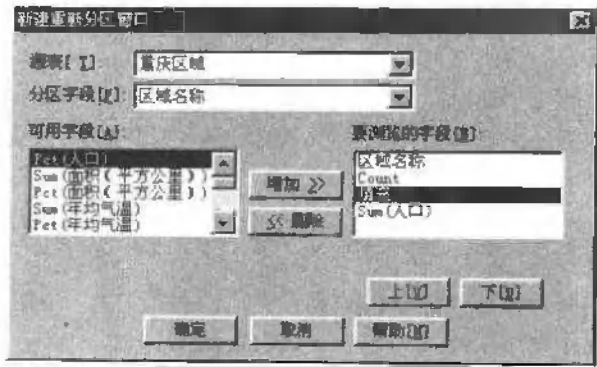 新建重新分区窗口
源表[T]: 重庆区域
分区字段[F]: 区域名称
可用字段[A]: 要浏览的字段[B]
Pct(人口)
Sum(面积(平方公里))
Pct(面积(平方公里))
Sum(年均气温)
Pct(年均气温)
增加 >>
<< 删除
区域名称
Count
Sum(人口)
上[U] 下[D]
确定 取消 帮助[H]